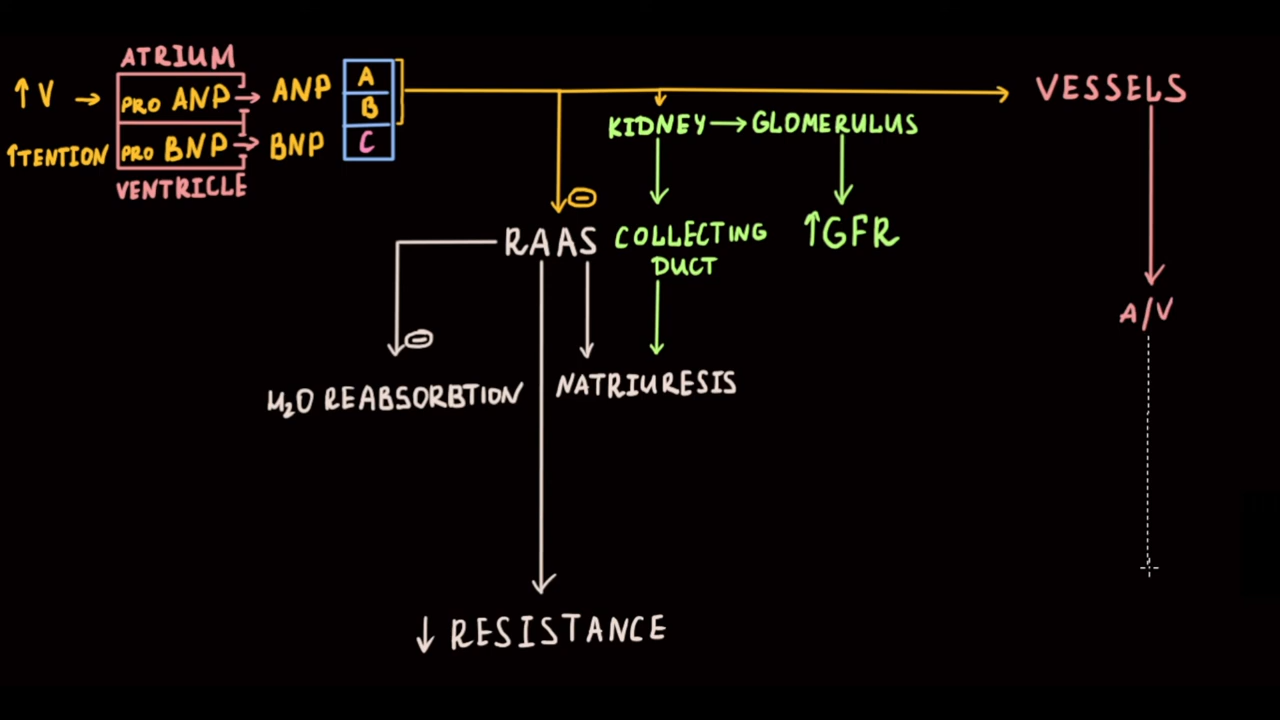 ATRIUM
↑V → PRO ANP → ANP A
B
↑TENTION PRO BNP → BNP C
VENTRICLE
VESSELS
KIDNEY → GLOMERULUS
RAAS
COLLECTING
DUCT
↑GFR
A/V
H₂O REABSORBTION
NATRIURESIS
↓ RESISTANCE